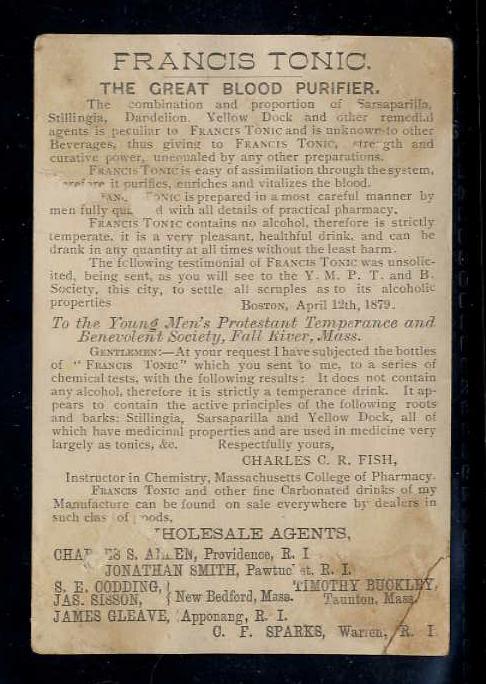 FRANCIS TONIC.
THE GREAT BLOOD PURIFIER.
The combination and proportion of Sarsaparilla,
Stillingia, Dandelion, Yellow Dock and other remedial
agents is peculiar to FRANCIS TONIC and is unknown to other
Beverages, thus giving to FRANCIS TONIC, strength and
curative power, unequaled by any other preparations.
FRANCIS TONIC is easy of assimilation through the system,
it purifies, enriches and vitalizes the blood.
TONIC is prepared in a most careful manner by
men fully with all details of practical pharmacy.
FRANCIS TONIC contains no alcohol, therefore is strictly
temperate, it is a very pleasant, healthful drink, and can be
drank in any quantity at all times without the least harm.
The following testimonial of FRANCIS TONIC was unsolic-
ited, being sent, as you will see to the Y. M. P. T. and B.
Society, this city, to settle all scruples as to its alcoholic
properties BOSTON, April 12th, 1879.
To the Young Men's Protestant Temperance and
Benevolent Society, Fall River, Mass.
GENTLEMEN:—At your request I have subjected the bottles
of "FRANCIS TONIC" which you sent to me, to a series of
chemical tests, with the following results: It does not contain
any alcohol, therefore it is strictly a temperance drink. It ap-
pears to contain the active principles of the following roots
and barks: Stillingia, Sarsaparilla and Yellow Dock, all of
which have medicinal properties and are used in medicine very
largely as tonics, &c. Respectfully yours,
CHARLES C. R. FISH,
Instructor in Chemistry, Massachusetts College of Pharmacy.
FRANCIS TONIC and other fine Carbonated drinks of my
Manufacture can be found on sale everywhere by dealers in
such class of goods,
WHOLESALE AGENTS,
CHARLES S. ALLEN, Providence, R. I
JONATHAN SMITH, Pawtucket, R. I.
S. E. CODDING, TIMOTHY BUCKLEY,
JAS. SISSON, { New Bedford, Mass. Taunton, Mass
JAMES GLEAVE, Apponang, R. I.
C. F. SPARKS, Warren, R. I.